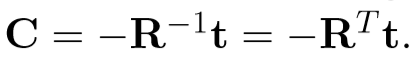 C = −R⁻¹t = −Rᵀt.